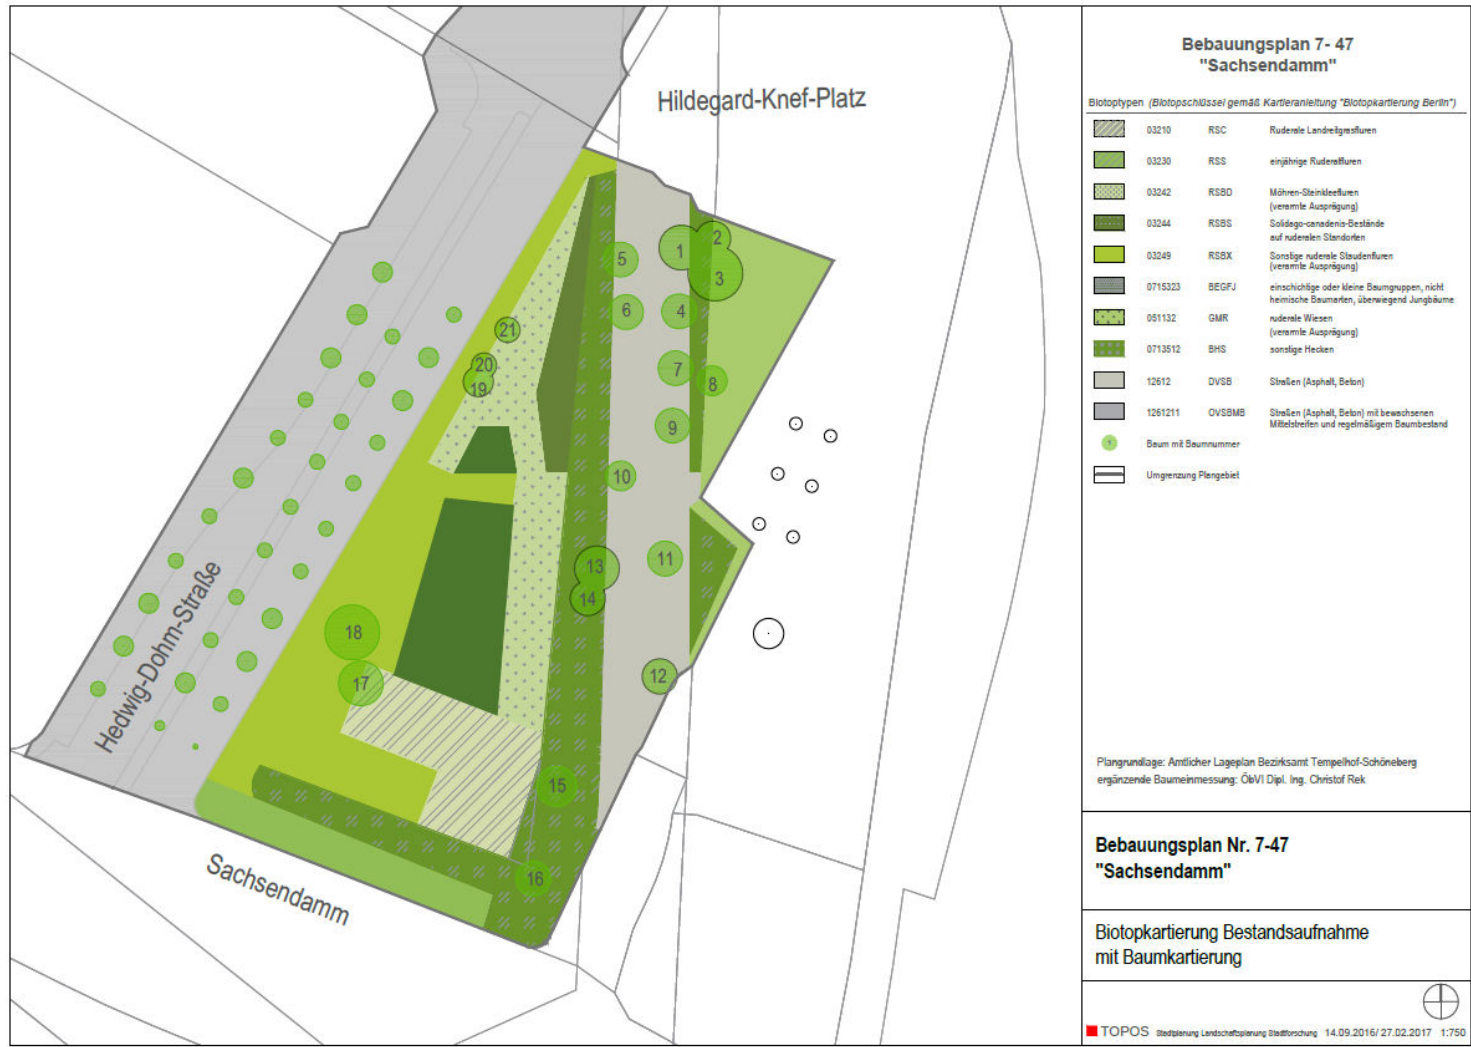 Hildegard-Knef-Platz
1
2
3
5
6
4
21
20
19
7
8
9
10
11
13
14
18
17
12
15
16
Hedwig-Dohm-Straße
Sachsendamm
Bebauungsplan 7- 47
"Sachsendamm"
Biotoptypen (Biotopschlüssel gemäß Kartieranleitung "Biotopkartierung Berlin")
03210 RSC Ruderale Landreitgrasfluren
03230 RSS einjährige Ruderalfluren
03242 RSBD Möhren-Steinkleefluren
(verarmte Ausprägung)
03244 RSBS Solidago-canadenis-Bestände
auf ruderalen Standorten
03249 RSBX Sonstige ruderale Staudenfluren
(verarmte Ausprägung)
0715323 BEGFJ einschichtige oder kleine Baumgruppen, nicht
heimische Baumarten, überwiegend Jungbäume
051132 GMR ruderale Wiesen
(verarmte Ausprägung)
0713512 BHS sonstige Hecken
12612 DVSB Straßen (Asphalt, Beton)
1261211 OVSBMB Straßen (Asphalt, Beton) mit bewachsenen
Mittelstreifen und regelmäßigem Baumbestand
Baum mit Baumnummer
Umgrenzung Plangebiet
Plangrundlage: Amtlicher Lageplan Bezirksamt Tempelhof-Schöneberg
ergänzende Baumeinmessung: ÖbVI Dipl. Ing. Christof Rek
Bebauungsplan Nr. 7-47
"Sachsendamm"
Biotopkartierung Bestandsaufnahme
mit Baumkartierung
TOPOS Stadtplanung Landschaftsplanung Stadtforschung 14.09.2016/ 27.02.2017 1:750